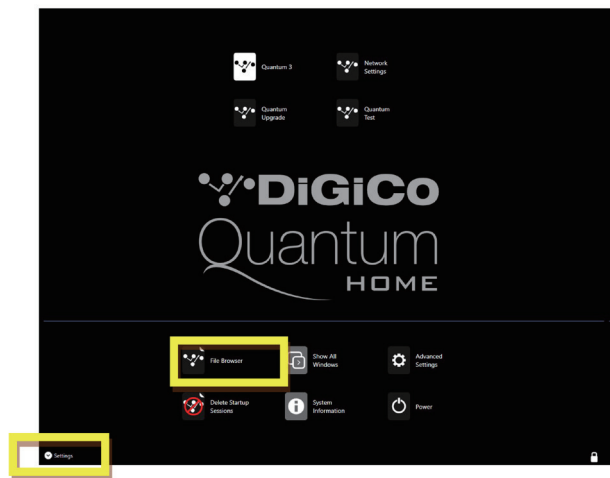 Quantum 3
Network
Settings
Quantum
Upgrade
Quantum
Test
DiGiCo
Quantum
HOME
File Browser
Show All
Windows
Advanced
Settings
Delete Startup
Sessions
System
Information
Power
Settings